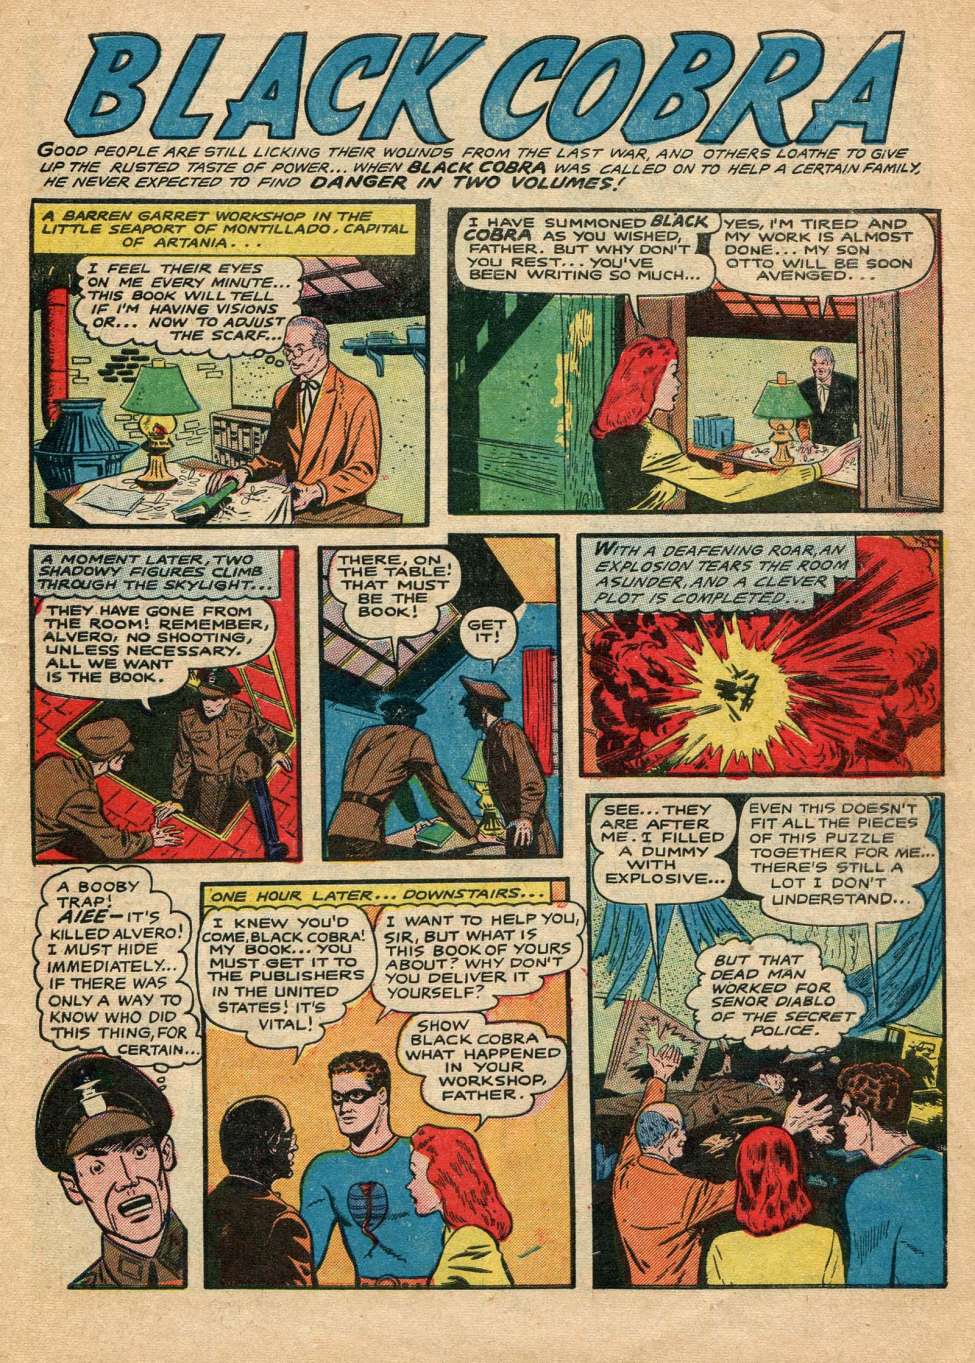 BLACK COBRA
GOOD PEOPLE ARE STILL LICKING THEIR WOUNDS FROM THE LAST WAR, AND OTHERS LOATHE TO GIVE
UP THE RUSTED TASTE OF POWER... WHEN BLACK COBRA WAS CALLED ON TO HELP A CERTAIN FAMILY,
HE NEVER EXPECTED TO FIND DANGER IN TWO VOLUMES!
A BARREN GARRET WORKSHOP IN THE
LITTLE SEAPORT OF MONTILLADO, CAPITAL
OF ARTANIA...
I FEEL THEIR EYES
ON ME EVERY MINUTE...
THIS BOOK WILL TELL
IF I'M HAVING VISIONS
OR... NOW TO ADJUST
THE SCARF...
I HAVE SUMMONED BLACK
COBRA AS YOU WISHED,
FATHER. BUT WHY DON'T
YOU REST... YOU'VE
BEEN WRITING SO MUCH...
YES, I'M TIRED AND
MY WORK IS ALMOST
DONE... MY SON
OTTO WILL BE SOON
AVENGED...
A MOMENT LATER, TWO
SHADOWY FIGURES CLIMB
THROUGH THE SKYLIGHT...
THEY HAVE GONE FROM
THE ROOM! REMEMBER,
ALVERO; NO SHOOTING,
UNLESS NECESSARY.
ALL WE WANT
IS THE BOOK.
THERE, ON
THE TABLE!
THAT MUST
BE THE
BOOK!
GET
IT!
WITH A DEAFENING ROAR, AN
EXPLOSION TEARS THE ROOM
ASUNDER, AND A CLEVER
PLOT IS COMPLETED...
A BOOBY
TRAP!
AIEE- IT'S
KILLED ALVERO!
I MUST HIDE
IMMEDIATELY...
IF THERE WAS
ONLY A WAY TO
KNOW WHO DID
THIS THING, FOR
CERTAIN...
ONE HOUR LATER... DOWNSTAIRS...
I KNEW YOU'D
COME, BLACK COBRA!
MY BOOK... YOU
MUST GET IT TO
THE PUBLISHERS
IN THE UNITED
STATES! IT'S
VITAL!
I WANT TO HELP YOU,
SIR, BUT WHAT IS
THIS BOOK OF YOURS
ABOUT? WHY DON'T
YOU DELIVER IT
YOURSELF?
SHOW
BLACK COBRA
WHAT HAPPENED
IN YOUR
WORKSHOP,
FATHER.
SEE... THEY
ARE AFTER
ME. I FILLED
A DUMMY
WITH
EXPLOSIVE...
EVEN THIS DOESN'T
FIT ALL THE PIECES
OF THIS PUZZLE
TOGETHER FOR ME...
THERE'S STILL A
LOT I DON'T
UNDERSTAND...
BUT THAT
DEAD MAN
WORKED FOR
SENOR DIABLO
OF THE SECRET
POLICE.